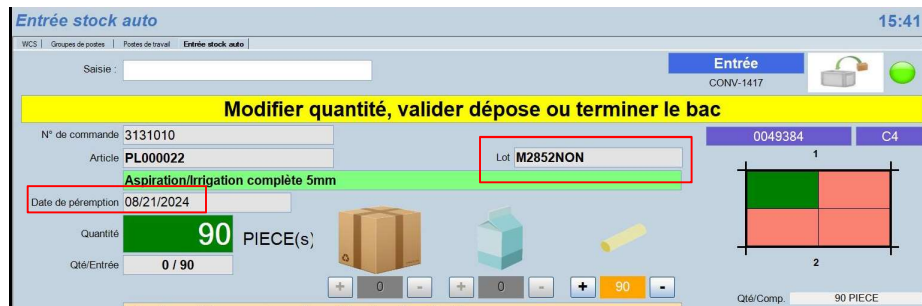 Entrée stock auto 15:41
WCS | Groupes de postes | Postes de travail | Entrée stock auto
Saisie : Entrée
CONV-1417
Modifier quantité, valider dépose ou terminer le bac
N° de commande 3131010 0049384 C4
Article PL000022 Lot M2852NON 1
Aspiration/Irrigation complète 5mm
Date de péremption 08/21/2024
Quantité 90 PIECE(s)
Qté/Entrée 0 / 90 2
+ 0 - + 0 - + 90 -
Qté/Comp. 90 PIECE